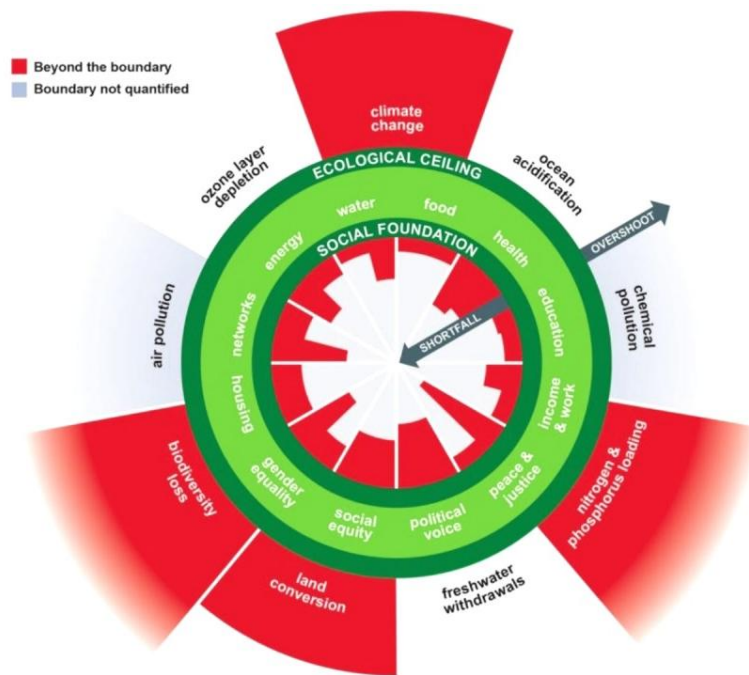 Beyond the boundary
Boundary not quantified
climate
change
ECOLOGICAL CEILING
ozone layer
depletion
ocean
acidification
water
food
energy
health
SOCIAL FOUNDATION
OVERSHOOT
SHORTFALL
air pollution
networks
education
chemical
pollution
housing
income
& work
gender
equality
social
equity
political
voice
peace &
justice
biodiversity
loss
nitrogen &
phosphorus loading
land
conversion
freshwater
withdrawals